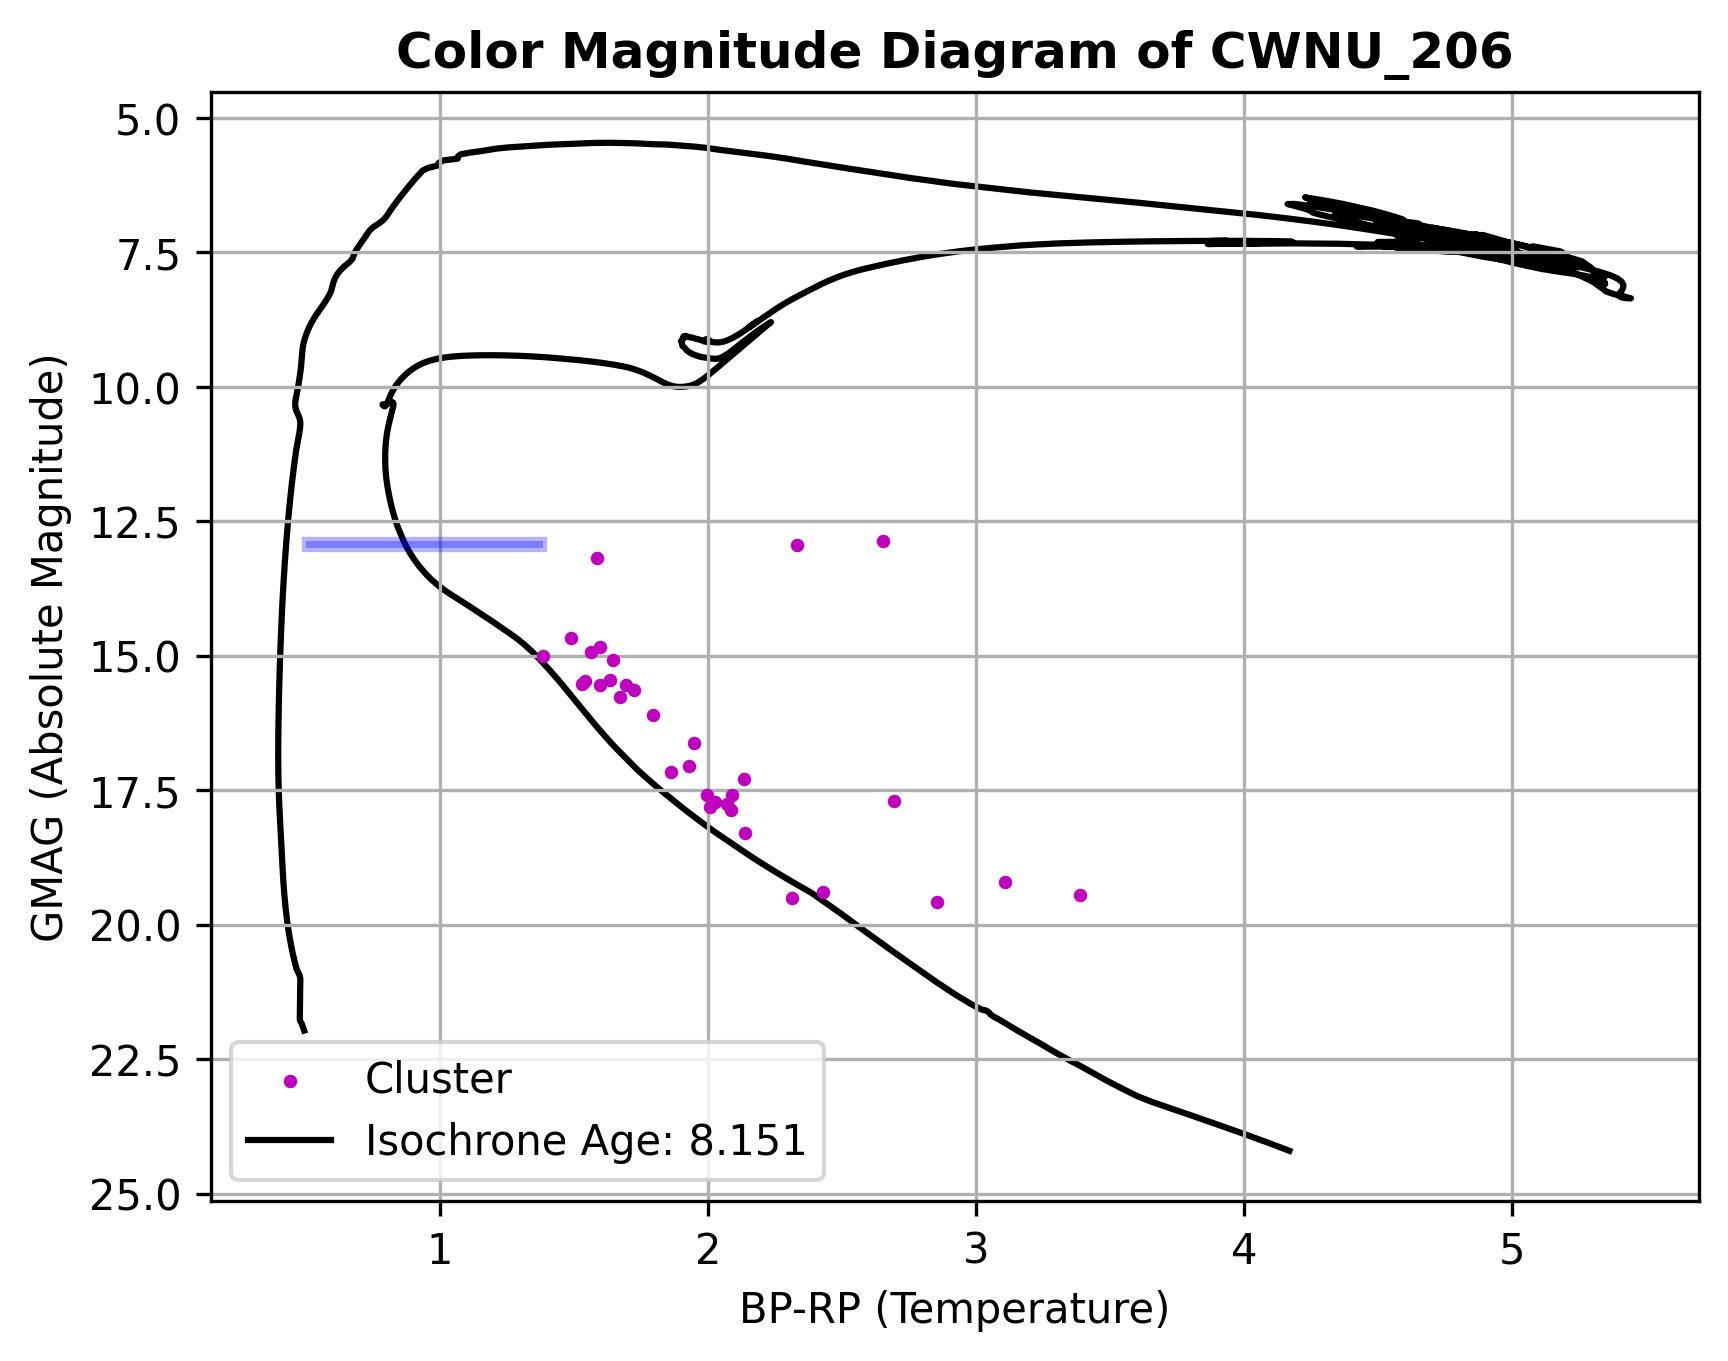 Color Magnitude Diagram of CWNU_206
GMAG (Absolute Magnitude)
5.0
7.5
10.0
12.5
15.0
17.5
20.0
22.5
25.0
Cluster
Isochrone Age: 8.151
1 2 3 4 5
BP-RP (Temperature)